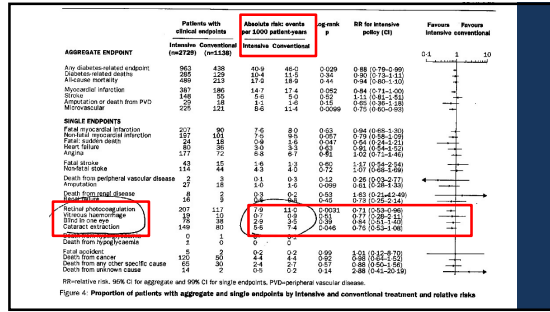 Patients with clinical endpoints Absolute risk: events per 1000 patient-years Log-rank p RR for intensive policy (CI) Favours intensive Favours conventional
AGGREGATE ENDPOINT Intensive (n=2729) Conventional (n=1138) Intensive Conventional 0·1 1 10
Any diabetes-related endpoint 963 438 40·9 46·0 0·029 0·88 (0·79–0·99)
Diabetes-related deaths 285 129 10·4 11·5 0·34 0·90 (0·73–1·11)
All-cause mortality 489 213 17·9 18·9 0·44 0·94 (0·80–1·10)
Myocardial infarction 387 186 14·7 17·4 0·052 0·84 (0·71–1·00)
Stroke 148 55 5·6 5·0 0·52 1·11 (0·81–1·51)
Amputation or death from PVD 29 18 1·1 1·6 0·15 0·65 (0·36–1·18)
Microvascular 225 121 8·6 11·4 0·0099 0·75 (0·60–0·93)
SINGLE ENDPOINTS
Fatal myocardial infarction 207 90 7·6 8·0 0·63 0·94 (0·68–1·30)
Non-fatal myocardial infarction 197 101 7·5 9·5 0·057 0·79 (0·58–1·09)
Fatal: sudden death 24 18 0·9 1·6 0·047 0·54 (0·24–1·21)
Heart failure 80 36 3·0 3·3 0·63 0·91 (0·54–1·52)
Angina 177 72 6·8 6·7 0·91 1·02 (0·71–1·46)
Fatal stroke 43 15 1·6 1·3 0·60 1·17 (0·54–2·54)
Non-fatal stroke 114 44 4·3 4·0 0·72 1·07 (0·68–1·69)
Death from peripheral vascular disease 2 3 0·1 0·3 0·12 0·26 (0·03–2·77)
Amputation 27 18 1·0 1·6 0·099 0·61 (0·28–1·33)
Death from renal disease 8 2 0·3 0·2 0·53 1·63 (0·21–12·49)
Renal failure 16 9 0·8 0·45 0·73 (0·25–2·14)
Retinal photocoagulation 207 117 7·9 11·0 0·0031 0·71 (0·53–0·96)
Vitreous haemorrhage 19 10 0·7 0·9 0·51 0·77 (0·28–2·11)
Blind in one eye 78 38 2·9 3·5 0·39 0·84 (0·51–1·40)
Cataract extraction 149 80 5·6 7·4 0·046 0·76 (0·53–1·08)
Death from 0 1 0 0·2
Death from hypoglycaemia 1 0 0
Fatal accident 5 2 0·2 0·2 0·99 1·01 (0·12–8·70)
Death from cancer 120 50 4·4 4·4 0·92 0·98 (0·64–1·52)
Death from any other specific cause 65 30 2·4 2·7 0·57 0·88 (0·50–1·56)
Death from unknown cause 14 2 0·5 0·2 0·14 2·88 (0·41–20·19)
RR=relative risk. 95% CI for aggregate and 99% CI for single endpoints. PVD=peripheral vascular disease.
Figure 4: Proportion of patients with aggregate and single endpoints by intensive and conventional treatment and relative risks